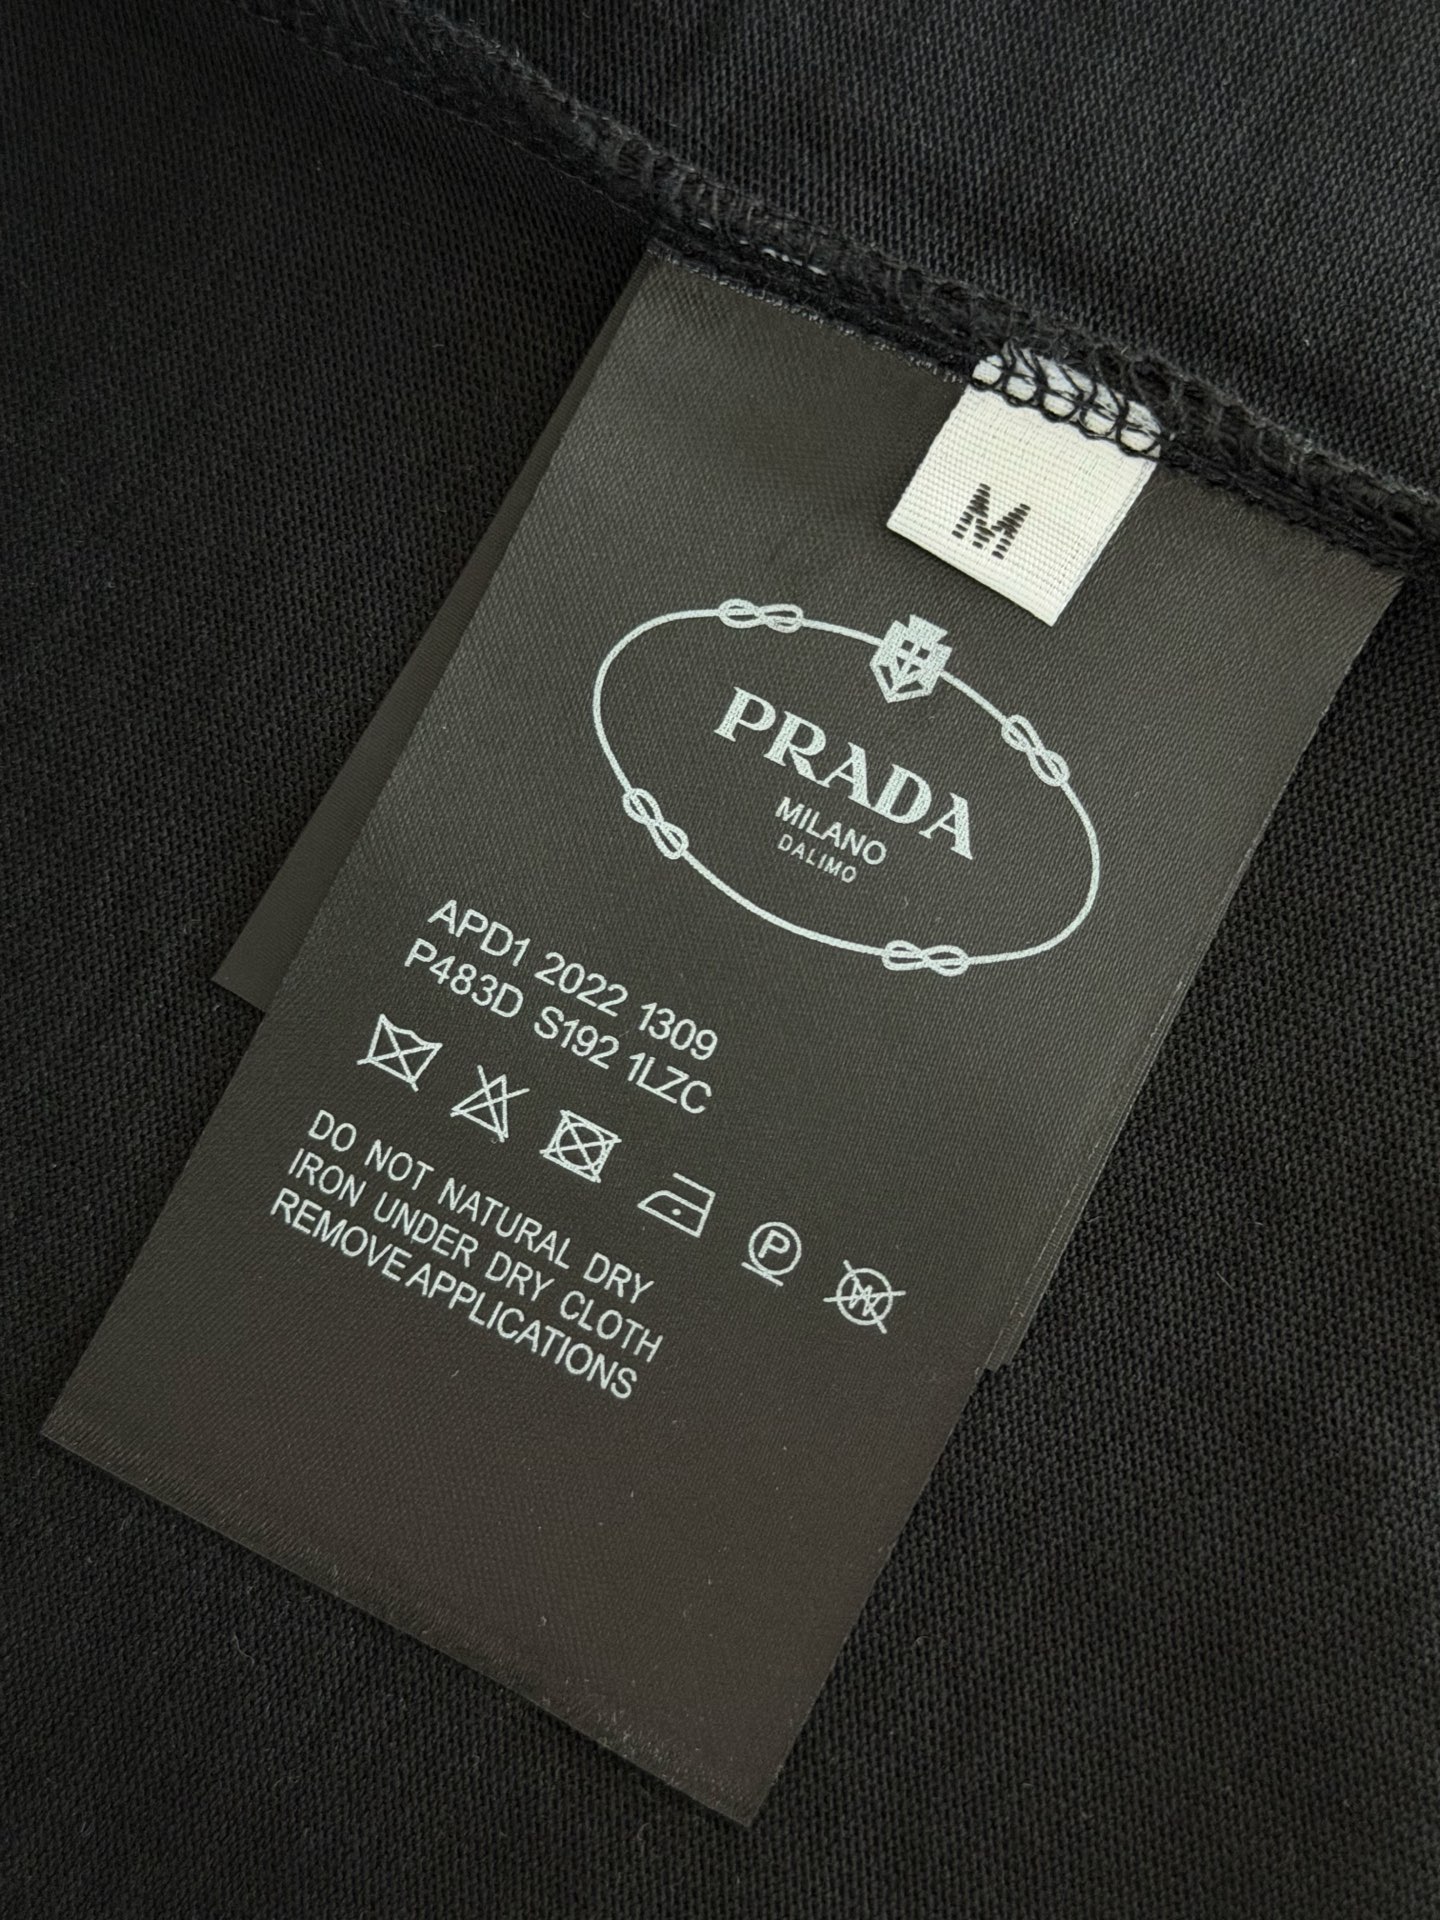 M
PRADA
MILANO
DALIMO
APD1 2022 1309
P483D S192 1LZC
P
W
DO NOT NATURAL DRY
IRON UNDER DRY CLOTH
REMOVE APPLICATIONS